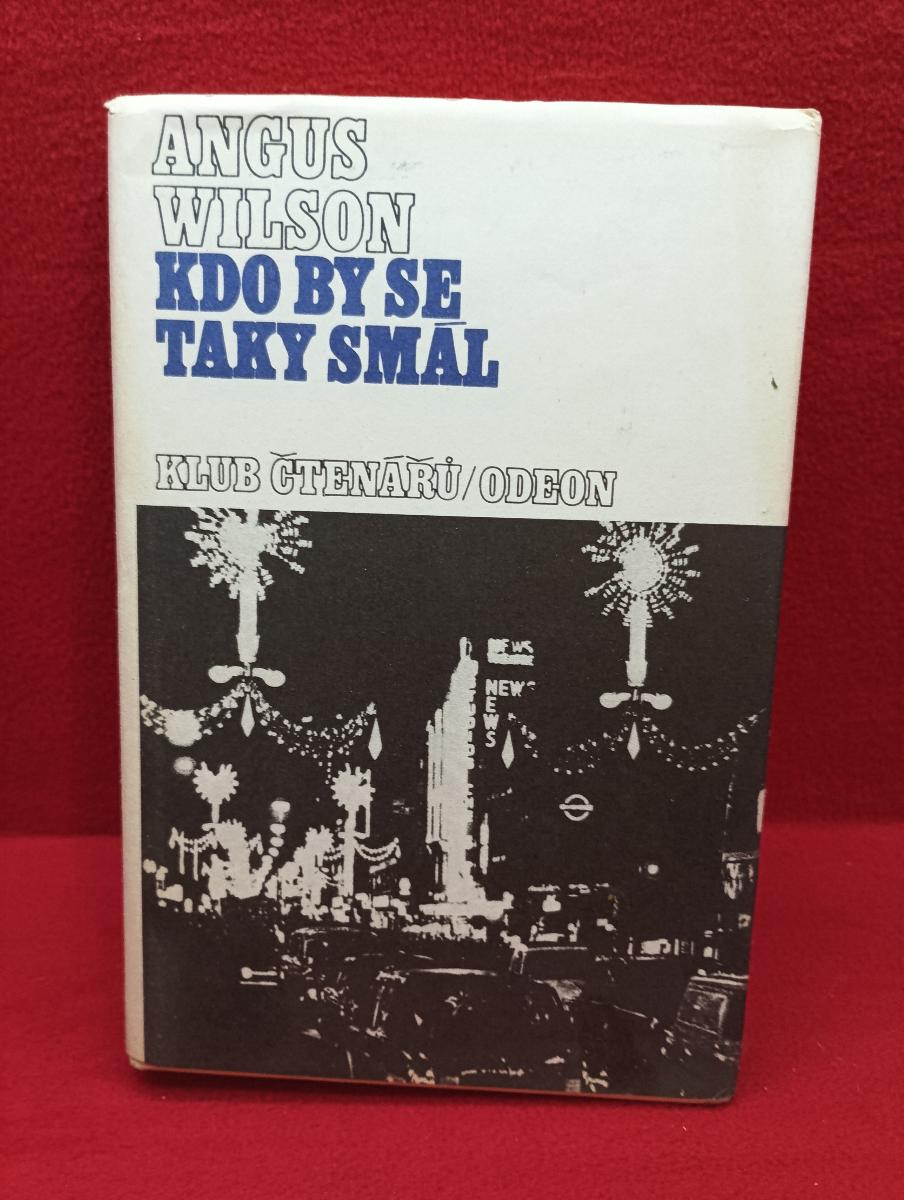 ANGUS
WILSON
KDO BY SE
TAKY SMÁL
KLUB ČTENÁŘŮ/ODEON
NEWS
NEWS
E
W
S